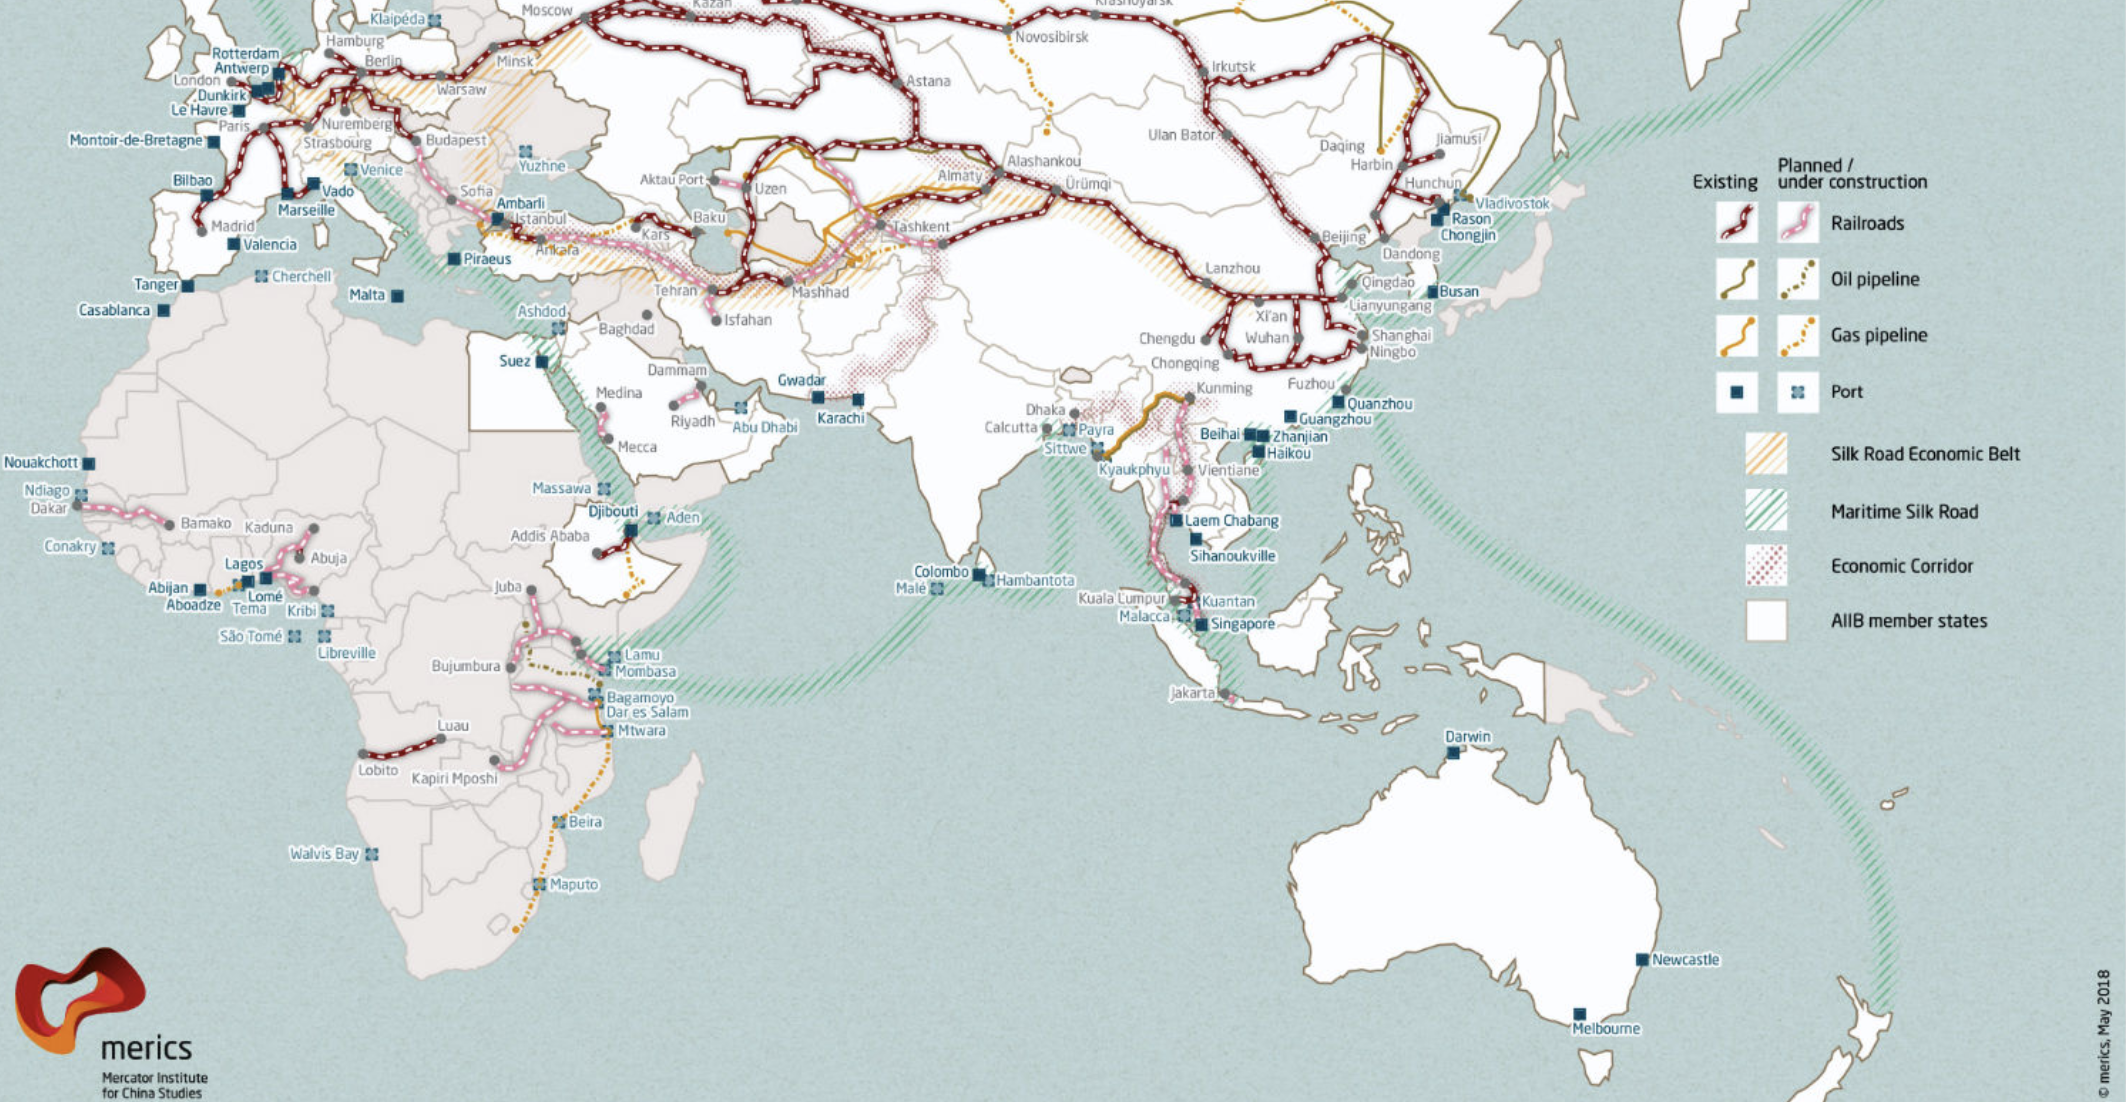 Klaipéda
Moscow
Kazan
Krasnoyarsk
Novosibirsk
Hamburg
Rotterdam
Berlin
Antwerp
London
Minsk
Warsaw
Dunkirk
Le Havre
Paris
Nuremberg
Strasbourg
Budapest
Montoir-de-Bretagne
Venice
Yuzhne
Bilbao
Vado
Marseille
Madrid
Valencia
Sofia
Ambarli
Istanbul
Ankara
Kars
Baku
Piraeus
Tanger
Casablanca
Cherchell
Malta
Astana
Irkutsk
Ulan Bator
Aktau Port
Uzen
Alashankou
Almaty
Ürümqi
Tashkent
Tehran
Mashhad
Isfahan
Baghdad
Ashdod
Suez
Daqing
Harbin
Jiamusi
Hunchun
Vladivostok
Rason
Chongjin
Beijing
Dandong
Lanzhou
Qingdao
Lianyungang
Busan
Xi'an
Chengdu
Wuhan
Shanghai
Ningbo
Chongqing
Kunming
Fuzhou
Quanzhou
Guangzhou
Beihai
Zhanjian
Haikou
Medina
Mecca
Dammam
Riyadh
Abu Dhabi
Gwadar
Karachi
Dhaka
Calcutta
Payra
Sittwe
Kyaukphyu
Vientiane
Laem Chabang
Sihanoukville
Nouakchott
Ndiago
Dakar
Bamako
Kaduna
Abuja
Conakry
Lagos
Abijan
Aboadze
Lomé
Tema
Kribi
São Tomé
Libreville
Massawa
Djibouti
Aden
Addis Ababa
Juba
Colombo
Hambantota
Malé
Kuala Lumpur
Kuantan
Malacca
Singapore
Jakarta
Bujumbura
Lamu
Mombasa
Bagamoyo
Dar es Salam
Mtwara
Luau
Lobito
Kapiri Mposhi
Beira
Walvis Bay
Maputo
Darwin
Newcastle
Melbourne
Existing
Planned /
under construction
Railroads
Oil pipeline
Gas pipeline
Port
Silk Road Economic Belt
Maritime Silk Road
Economic Corridor
AIIB member states
merics
Mercator Institute
for China Studies
© merics, May 2018